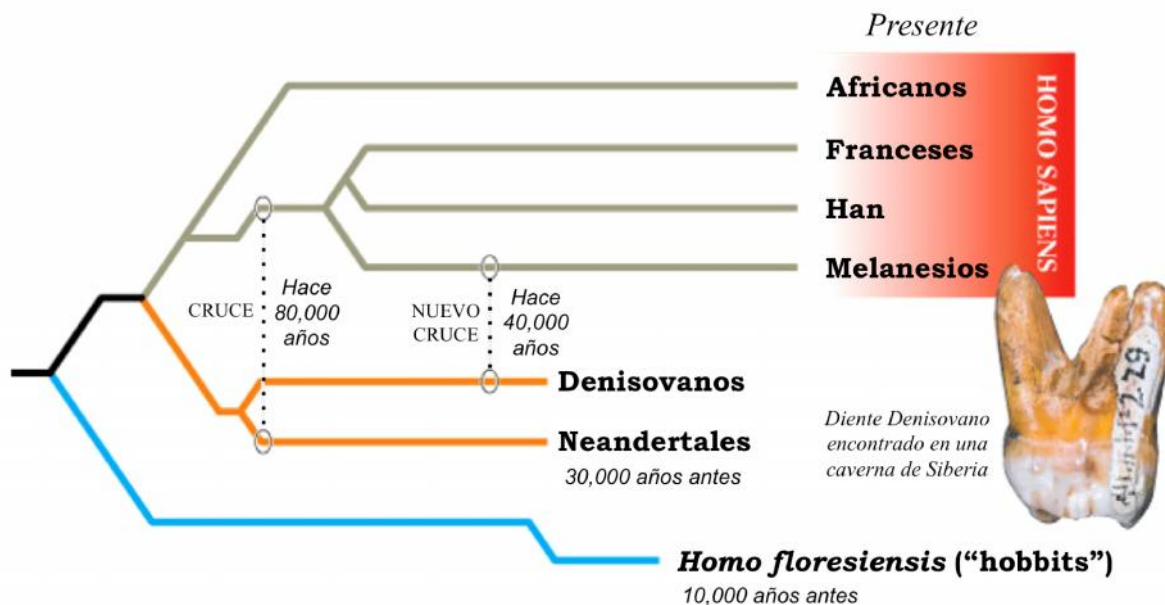 Presente
Africanos
Franceses
Han
Melanesios
HOMO SAPIENS
CRUCE
Hace
80,000
años
NUEVO
CRUCE
Hace
40,000
años
Denisovanos
Neandertales
30,000 años antes
Diente Denisovano
encontrado en una
caverna de Siberia
Homo floresiensis (“hobbits”)
10,000 años antes